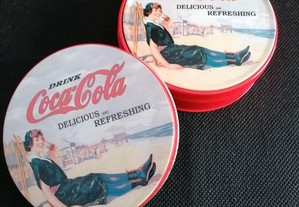 DELICIOUS AND
REFRESHING
DRINK
Coca-Cola
DELICIOUS AND
REFRESHING